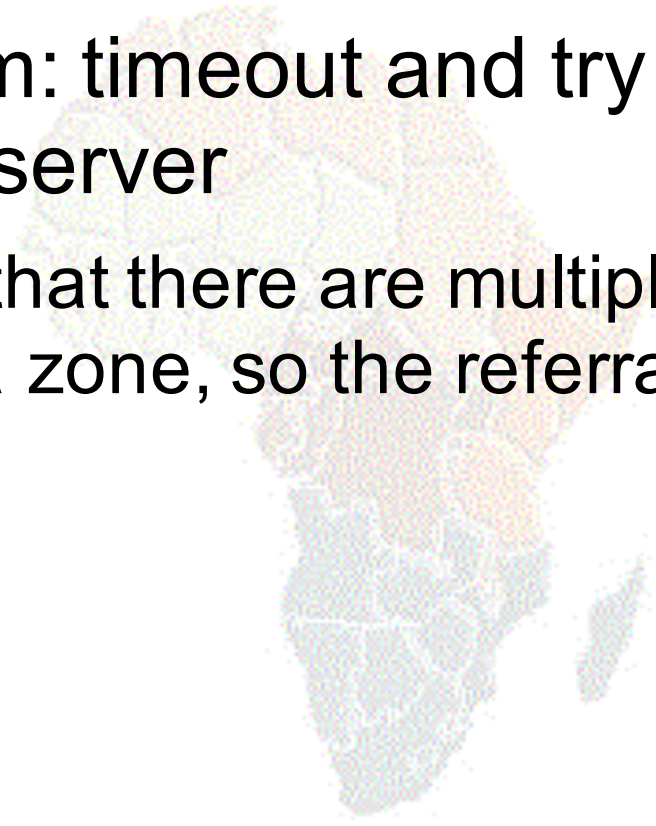 m: timeout and try
server
that there are multipl
zone, so the referra